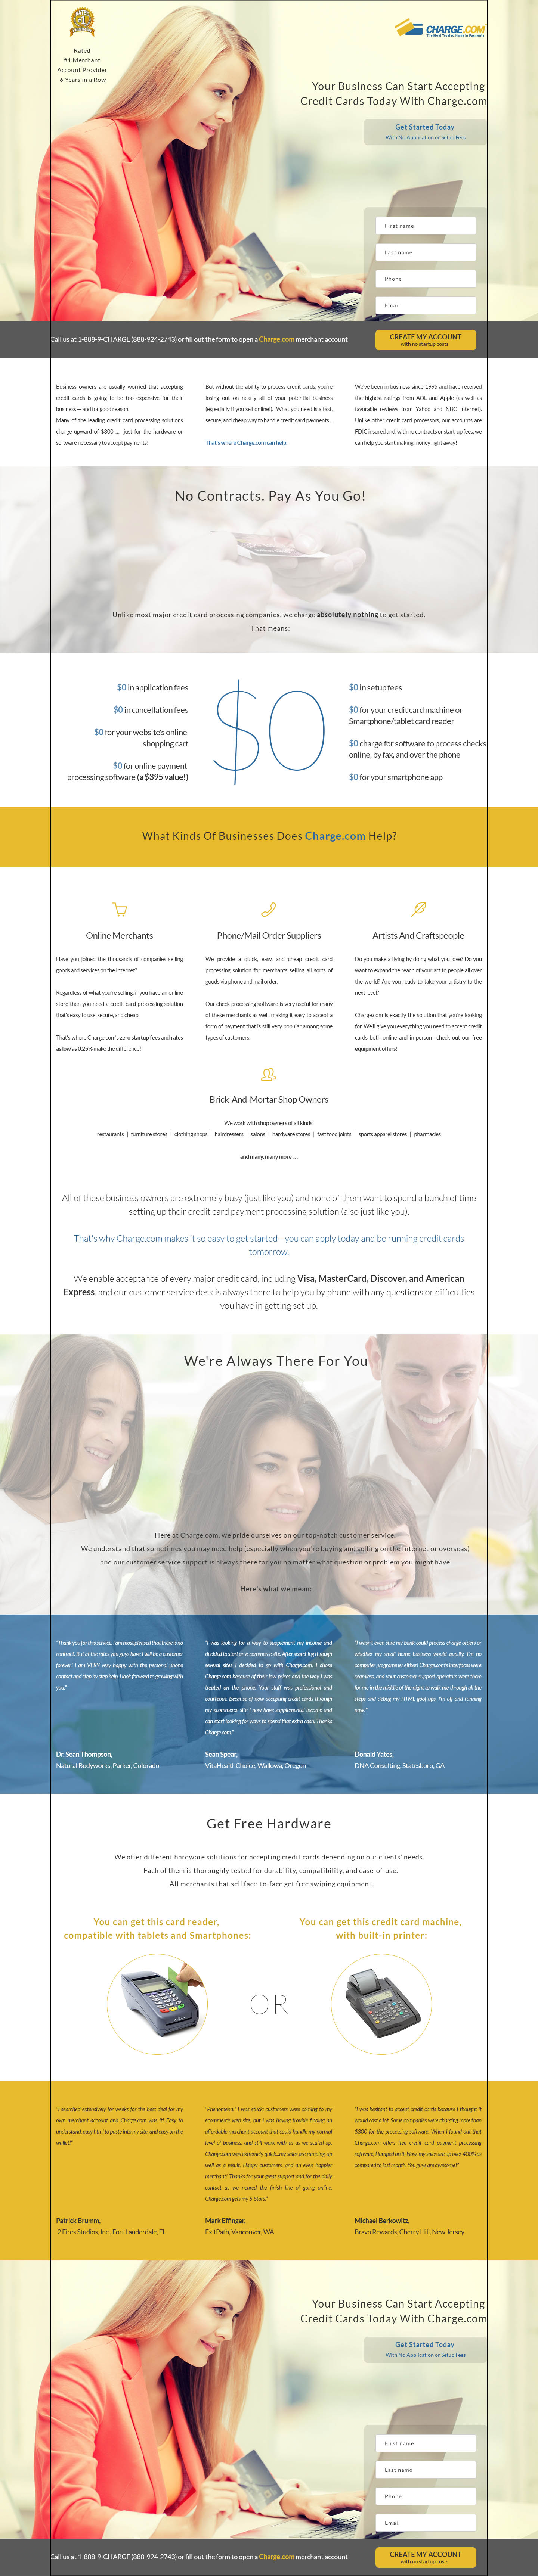 RATED
#1
Rated
#1 Merchant
Account Provider
6 Years in a Row
CHARGE.COM
The Most Trusted Name In Payments
Your Business Can Start Accepting
Credit Cards Today With Charge.com
Get Started Today
With No Application or Setup Fees
First name
Last name
Phone
Email
Call us at 1-888-9-CHARGE (888-924-2743) or fill out the form to open a Charge.com merchant account
CREATE MY ACCOUNT
with no startup costs
Business owners are usually worried that accepting
credit cards is going to be too expensive for their
business — and for good reason.
Many of the leading credit card processing solutions
charge upward of $300 … just for the hardware or
software necessary to accept payments!
But without the ability to process credit cards, you're
losing out on nearly all of your potential business
(especially if you sell online!). What you need is a fast,
secure, and cheap way to handle credit card payments …
That's where Charge.com can help.
We've been in business since 1995 and have received
the highest ratings from AOL and Apple (as well as
favorable reviews from Yahoo and NBC Internet).
Unlike other credit card processors, our accounts are
FDIC insured and, with no contracts or start-up fees, we
can help you start making money right away!
No Contracts. Pay As You Go!
Unlike most major credit card processing companies, we charge absolutely nothing to get started.
That means:
$0 in application fees
$0 in cancellation fees
$0 for your website's online
shopping cart
$0 for online payment
processing software (a $395 value!)
$0
$0 in setup fees
$0 for your credit card machine or
Smartphone/tablet card reader
$0 charge for software to process checks
online, by fax, and over the phone
$0 for your smartphone app
What Kinds Of Businesses Does Charge.com Help?
Online Merchants
Have you joined the thousands of companies selling
goods and services on the Internet?
Regardless of what you're selling, if you have an online
store then you need a credit card processing solution
that's easy to use, secure, and cheap.
That's where Charge.com's zero startup fees and rates
as low as 0.25% make the difference!
Phone/Mail Order Suppliers
We provide a quick, easy, and cheap credit card
processing solution for merchants selling all sorts of
goods via phone and mail order.
Our check processing software is very useful for many
of these merchants as well, making it easy to accept a
form of payment that is still very popular among some
types of customers.
Artists And Craftspeople
Do you make a living by doing what you love? Do you
want to expand the reach of your art to people all over
the world? Are you ready to take your artistry to the
next level?
Charge.com is exactly the solution that you're looking
for. We'll give you everything you need to accept credit
cards both online and in-person—check out our free
equipment offers!
Brick-And-Mortar Shop Owners
We work with shop owners of all kinds:
restaurants | furniture stores | clothing shops | hairdressers | salons | hardware stores | fast food joints | sports apparel stores | pharmacies
and many, many more . . .
All of these business owners are extremely busy (just like you) and none of them want to spend a bunch of time
setting up their credit card payment processing solution (also just like you).
That's why Charge.com makes it so easy to get started—you can apply today and be running credit cards
tomorrow.
We enable acceptance of every major credit card, including Visa, MasterCard, Discover, and American
Express, and our customer service desk is always there to help you by phone with any questions or difficulties
you have in getting set up.
We're Always There For You
Here at Charge.com, we pride ourselves on our top-notch customer service.
We understand that sometimes you may need help (especially when you're buying and selling on the Internet or overseas)
and our customer service support is always there for you no matter what question or problem you might have.
Here's what we mean:
"Thank you for this service. I am most pleased that there is no
contract. But at the rates you guys have I will be a customer
forever! I am VERY very happy with the personal phone
contact and step by step help. I look forward to growing with
you."
Dr. Sean Thompson,
Natural Bodyworks, Parker, Colorado
"I was looking for a way to supplement my income and
decided to start an e-commerce site. After searching through
several sites I decided to go with Charge.com. I chose
Charge.com because of their low prices and the way I was
treated on the phone. Your staff was professional and
courteous. Because of now accepting credit cards through
my ecommerce site I now have supplemental income and
can start looking for ways to spend that extra cash. Thanks
Charge.com."
Sean Spear,
VitaHealthChoice, Wallowa, Oregon
"I wasn't even sure my bank could process charge orders or
whether my small home business would qualify. I'm no
computer programmer either! Charge.com's interfaces were
seamless, and your customer support operators were there
for me in the middle of the night to walk me through all the
steps and debug my HTML goof-ups. I'm off and running
now!"
Donald Yates,
DNA Consulting, Statesboro, GA
Get Free Hardware
We offer different hardware solutions for accepting credit cards depending on our clients' needs.
Each of them is thoroughly tested for durability, compatibility, and ease-of-use.
All merchants that sell face-to-face get free swiping equipment.
You can get this card reader,
compatible with tablets and Smartphones:
OR
You can get this credit card machine,
with built-in printer:
"I searched extensively for weeks for the best deal for my
own merchant account and Charge.com was it! Easy to
understand, easy html to paste into my site, and easy on the
wallet!"
Patrick Brumm,
2 Fires Studios, Inc., Fort Lauderdale, FL
"Phenomenal! I was stuck: customers were coming to my
ecommerce web site, but I was having trouble finding an
affordable merchant account that could handle my normal
level of business, and still work with us as we scaled-up.
Charge.com was extremely quick...my sales are ramping-up
well as a result. Happy customers, and an even happier
merchant! Thanks for your great support and for the daily
contact as we neared the finish line of going online.
Charge.com gets my 5-Stars."
Mark Effinger,
ExitPath, Vancouver, WA
"I was hesitant to accept credit cards because I thought it
would cost a lot. Some companies were charging more than
$300 for the processing software. When I found out that
Charge.com offers free credit card payment processing
software, I jumped on it. Now, my sales are up over 400% as
compared to last month. You guys are awesome!"
Michael Berkowitz,
Bravo Rewards, Cherry Hill, New Jersey
Your Business Can Start Accepting
Credit Cards Today With Charge.com
Get Started Today
With No Application or Setup Fees
First name
Last name
Phone
Email
Call us at 1-888-9-CHARGE (888-924-2743) or fill out the form to open a Charge.com merchant account
CREATE MY ACCOUNT
with no startup costs